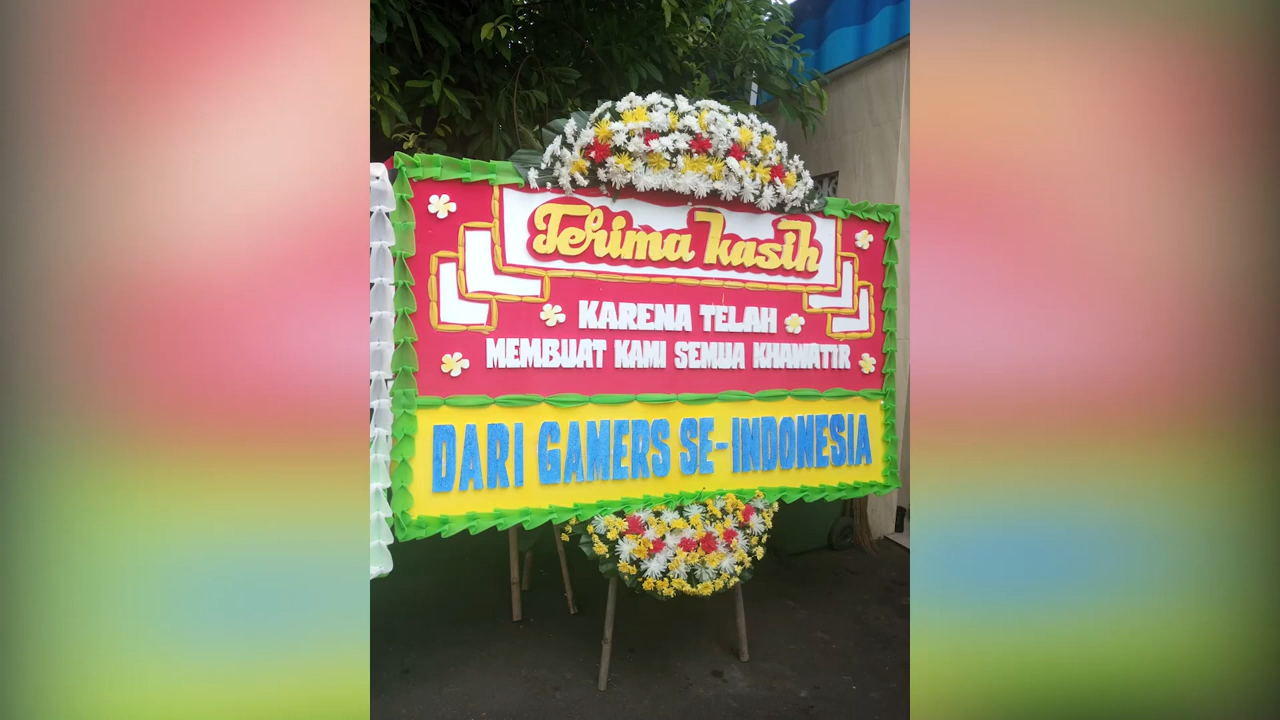 Terima kasih
KARENA TELAH
MEMBUAT KAMI SEMUA KHAWATIR
DARI GAMERS SE-INDONESIA